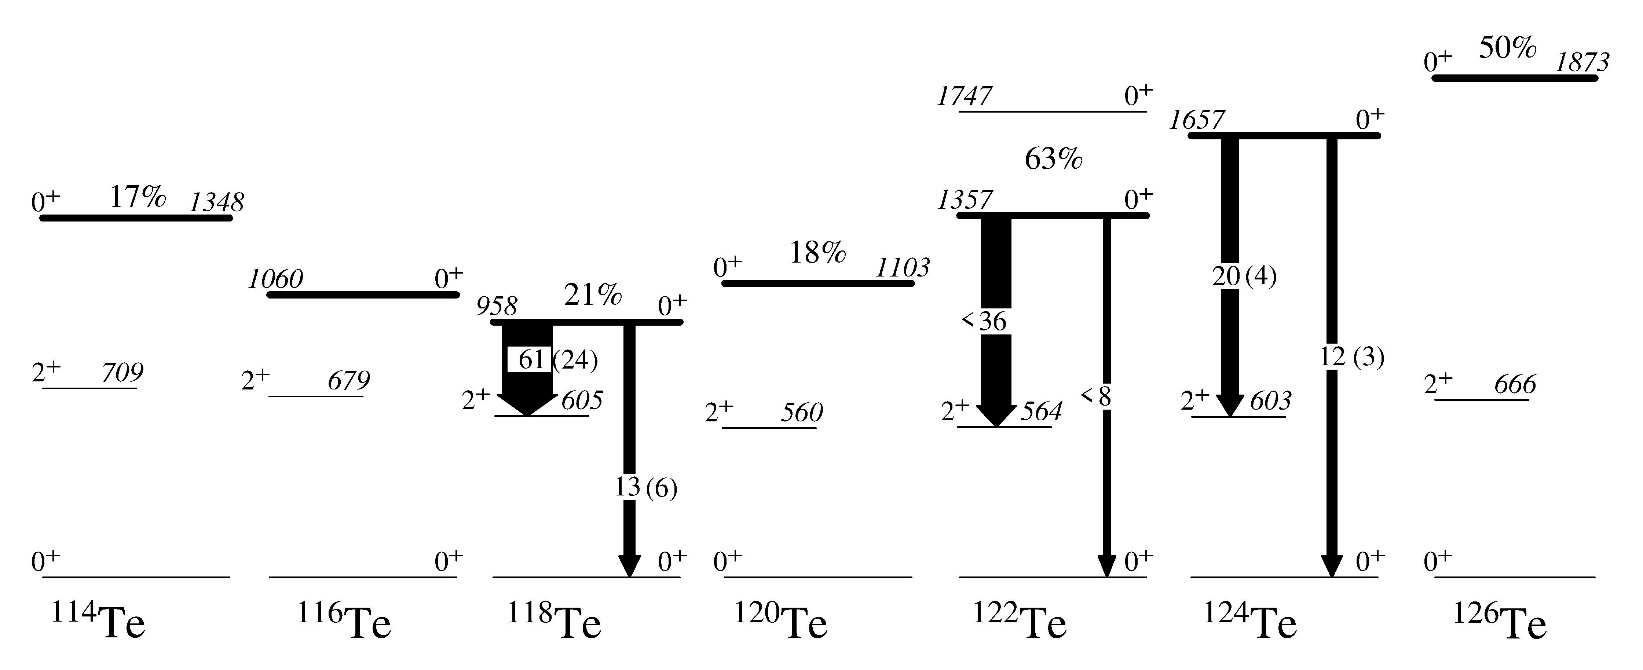 0⁺ 17% 1348
2⁺ 709
0⁺
¹¹⁴Te
1060 0⁺
2⁺ 679
0⁺
¹¹⁶Te
958 21% 0⁺
61 (24)
2⁺ 605
13 (6)
0⁺
¹¹⁸Te
0⁺ 18% 1103
2⁺ 560
0⁺
¹²⁰Te
1747 0⁺
63%
1357 0⁺
< 36
< 8
2⁺ 564
0⁺
¹²²Te
1657 0⁺
20 (4)
12 (3)
2⁺ 603
0⁺
¹²⁴Te
0⁺ 50% 1873
2⁺ 666
0⁺
¹²⁶Te